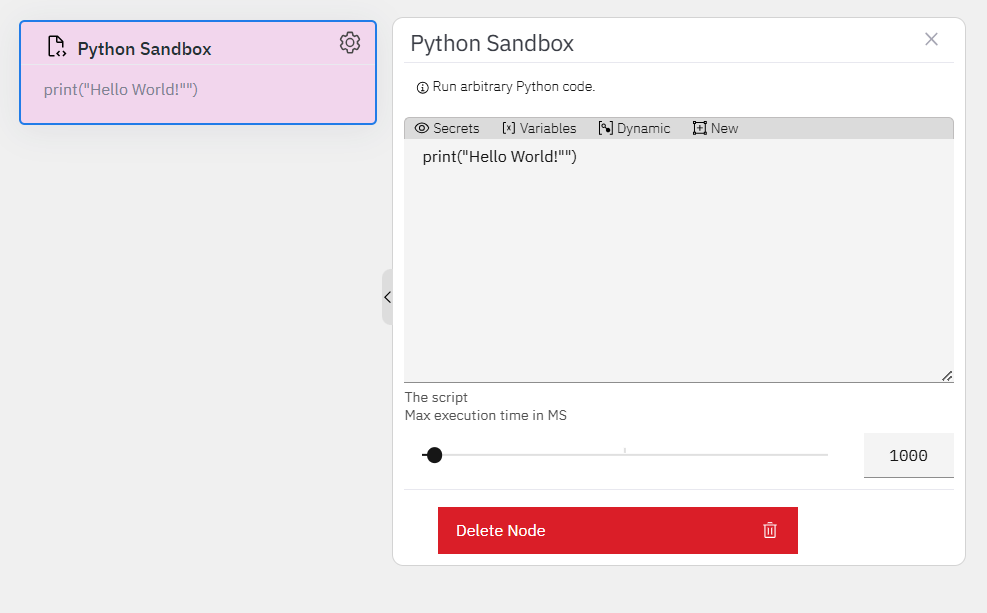 Python Sandbox
print("Hello World!"")
Python Sandbox
Run arbitrary Python code.
Secrets Variables Dynamic New
print("Hello World!"")
The script
Max execution time in MS
1000
Delete Node